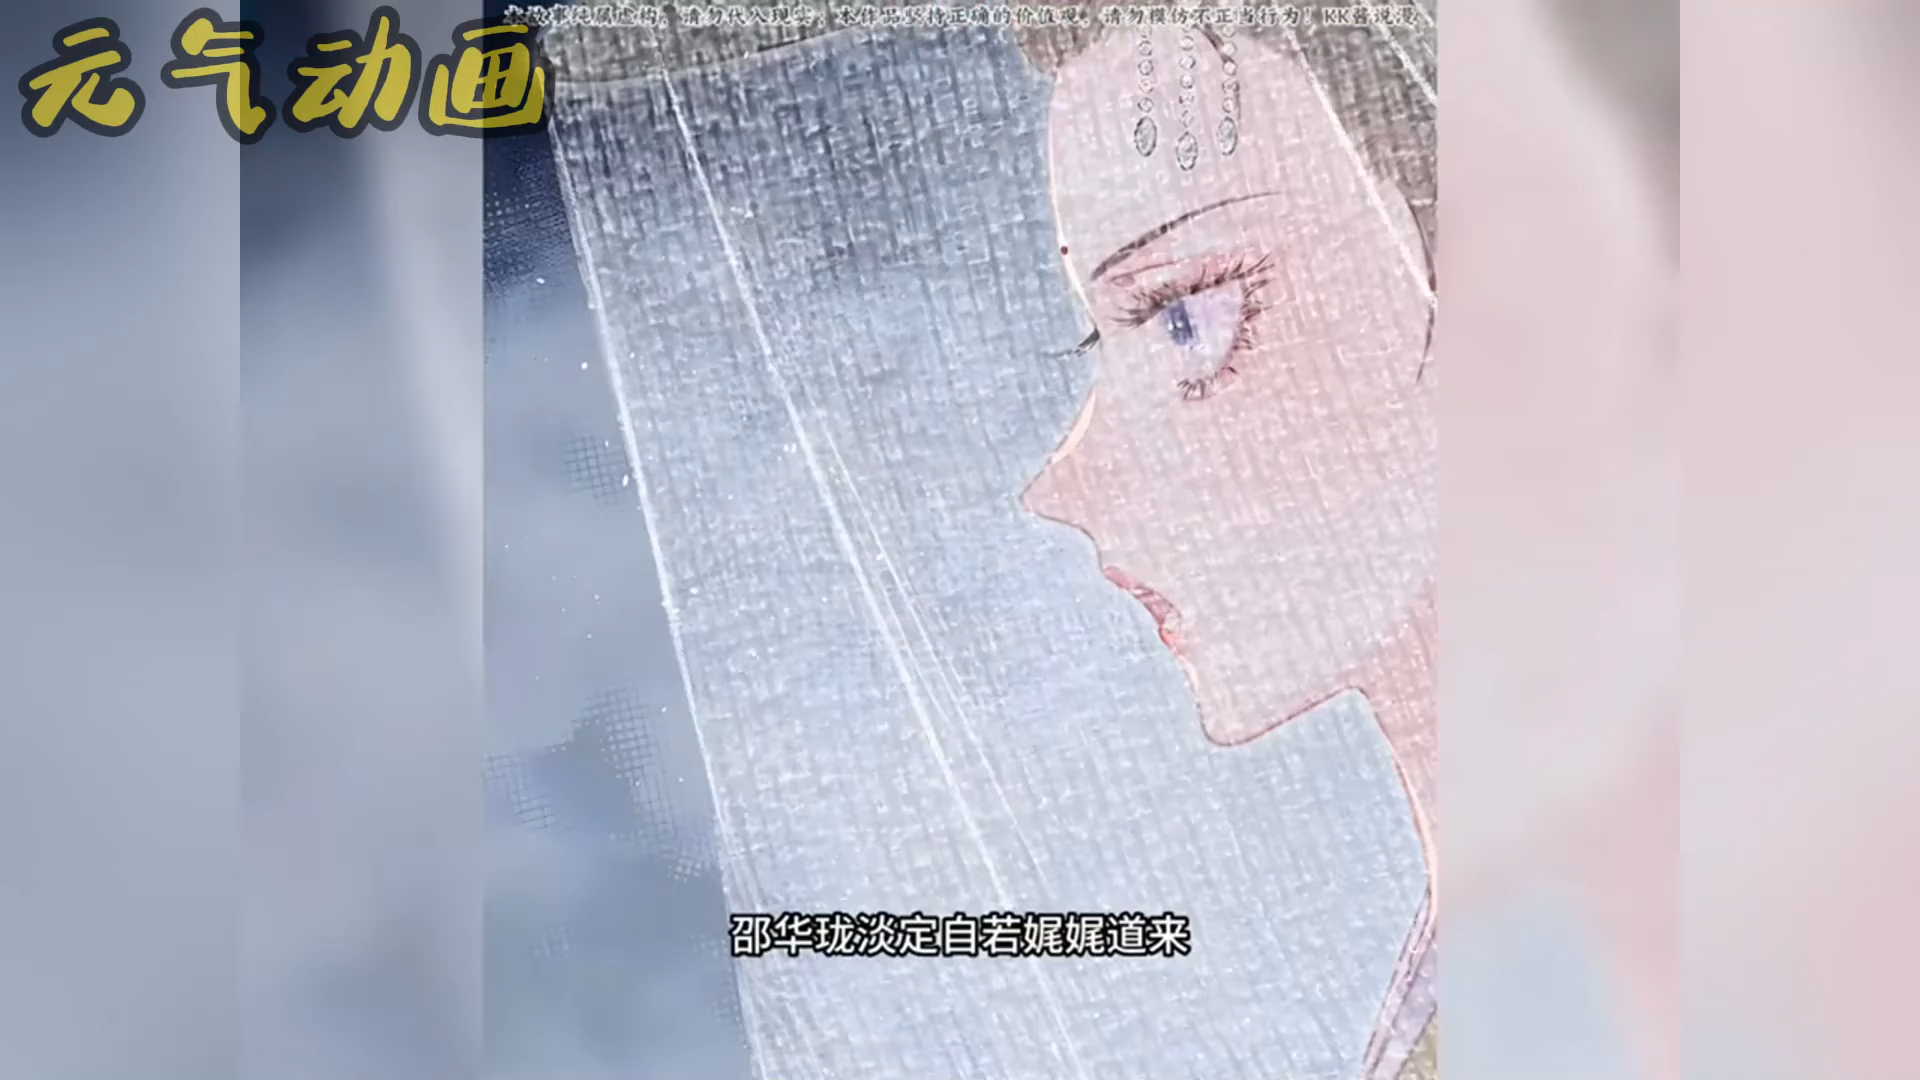 本故事纯属虚构，请勿代入现实；本作品坚持正确的价值观，请勿模仿不正当行为！KK酱说漫
元气动画
邵华珑淡定自若娓娓道来